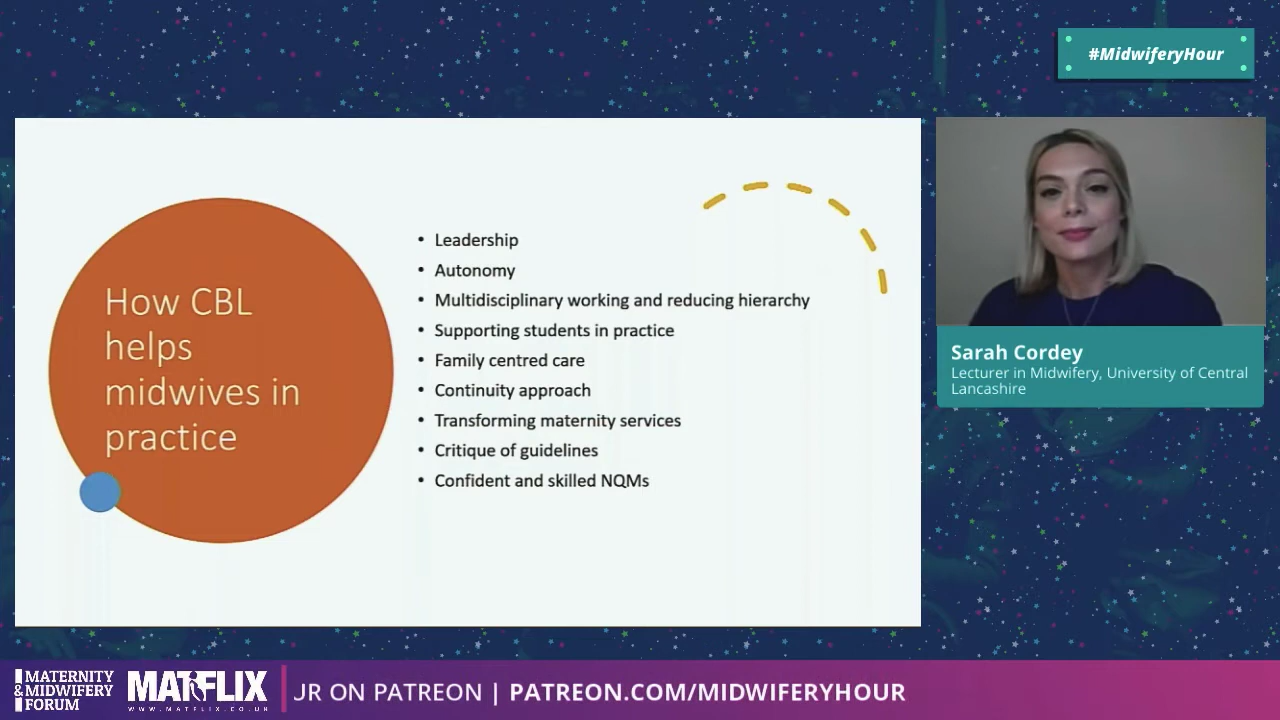 #MidwiferyHour
How CBL
helps
midwives in
practice
• Leadership
• Autonomy
• Multidisciplinary working and reducing hierarchy
• Supporting students in practice
• Family centred care
• Continuity approach
• Transforming maternity services
• Critique of guidelines
• Confident and skilled NQMs
Sarah Cordey
Lecturer in Midwifery, University of Central
Lancashire
MATERNITY
& MIDWIFERY
FORUM
MATFLIX
WWW.MATFLIX.CO.UK
JR ON PATREON | PATREON.COM/MIDWIFERYHOUR